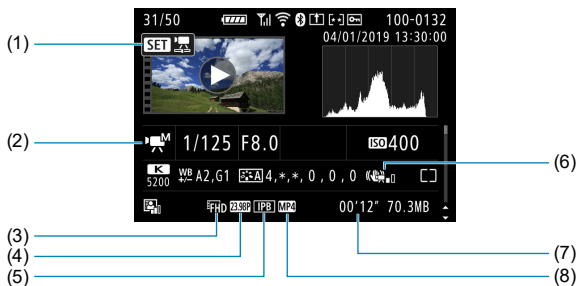 31/50 100-0132
04/01/2019 13:30:00
(1) SET
(2) M 1/125 F8.0 ISO 400
(6)
K 5200 WB +/- A2,G1 A 4,*,*, 0, 0, 0
(3) FHD 23.98P IPB MP4 00'12" 70.3MB
(4)
(5)
(7)
(8)